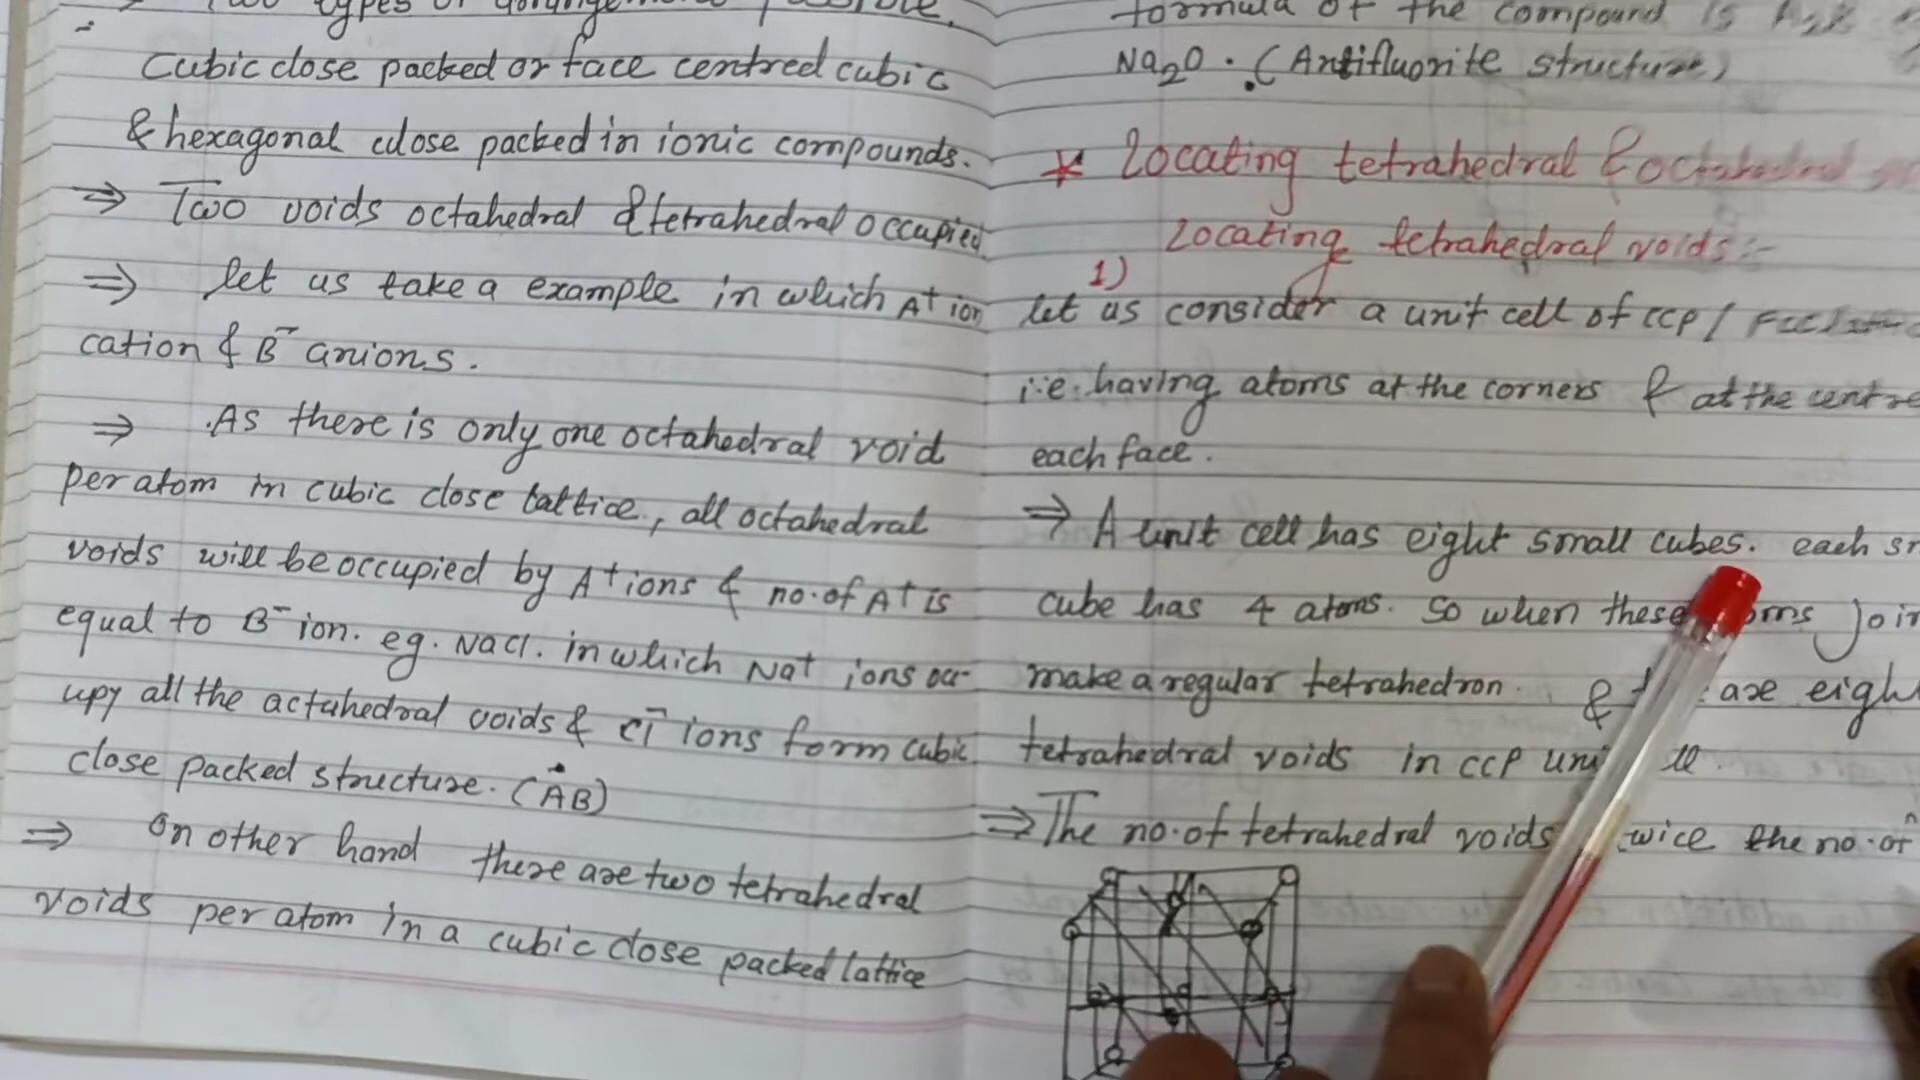 types of
Cubic close packed or face centred cubic
& hexagonal close packed in ionic compounds.
⇒ Two voids octahedral & tetrahedral occupied
⇒ let us take a example in which A+ ion
cation & B- anions.
⇒ As there is only one octahedral void
per atom in cubic close lattice, all octahedral
voids will be occupied by A+ ions & no. of A+ is
equal to B- ion. eg. NaCl. in which Na+ ions occ-
upy all the actahedral voids & Cl- ions form cubic
close packed structure. (AB)
⇒ On other hand there are two tetrahedral
voids per atom in a cubic close packed lattice
formula of the compound is
Na2O. (Antifluorite structure)
* Locating tetrahedral & octahedral
Locating tetrahedral voids:-
1)
let us consider a unit cell of CCP/ FCC
i.e. having atoms at the corners & at the centre
each face.
⇒ A unit cell has eight small cubes. each
cube has 4 atoms. So when these
make a regular tetrahedron. & are
tetrahedral voids in CCP
⇒ The no. of tetrahedral voids the no. of